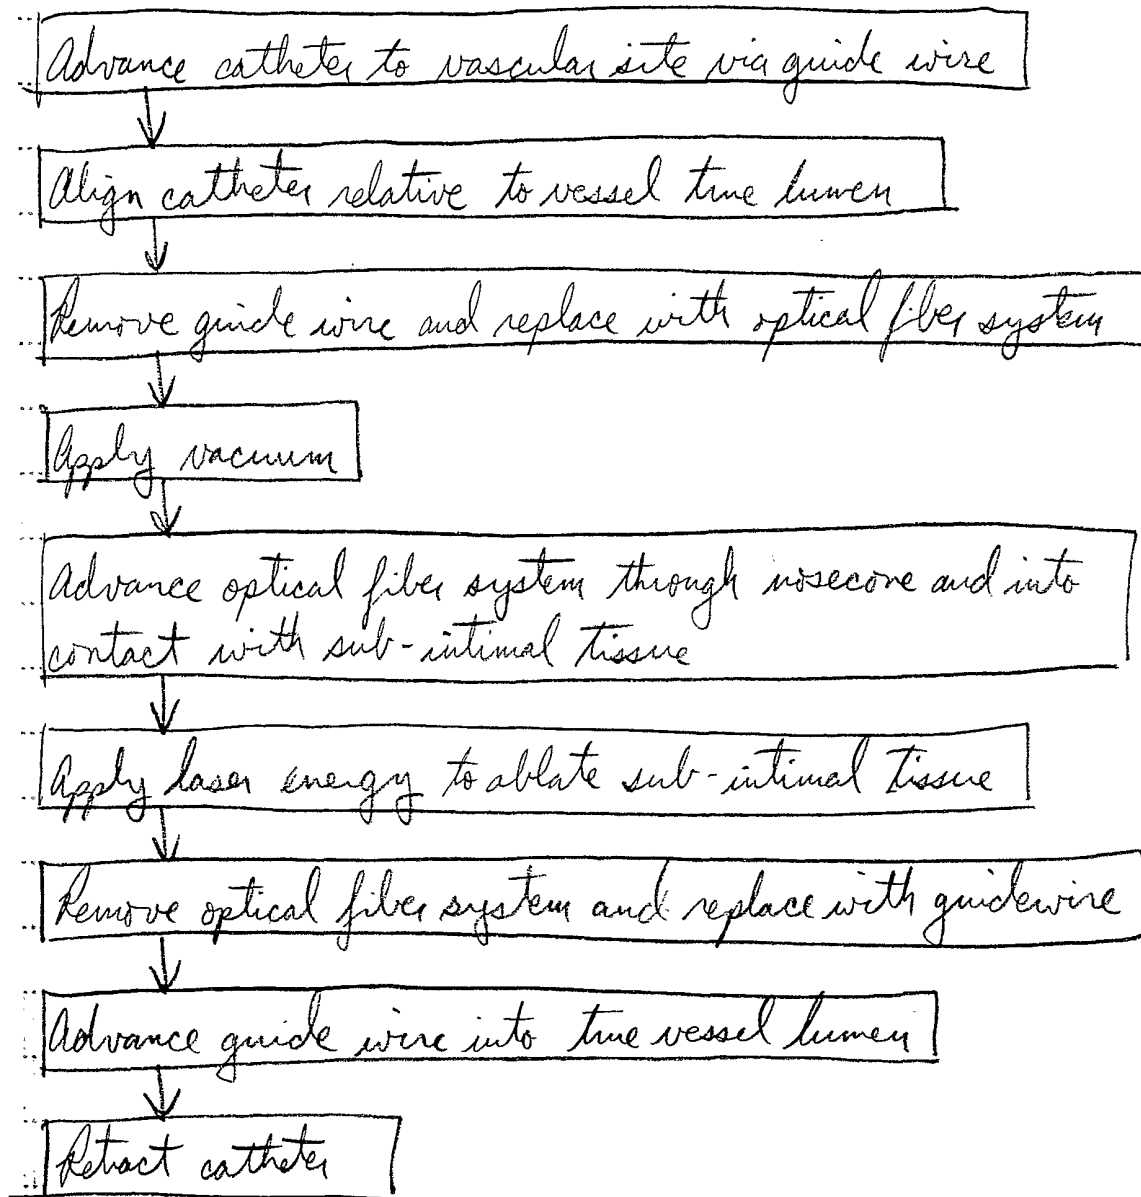 Advance catheter to vascular site via guide wire
Align catheter relative to vessel true lumen
Remove guide wire and replace with optical fiber system
Apply vacuum
Advance optical fiber system through nosecone and into
contact with sub-intimal tissue
Apply laser energy to ablate sub-intimal tissue
Remove optical fiber system and replace with guidewire
Advance guide wire into true vessel lumen
Retract catheter